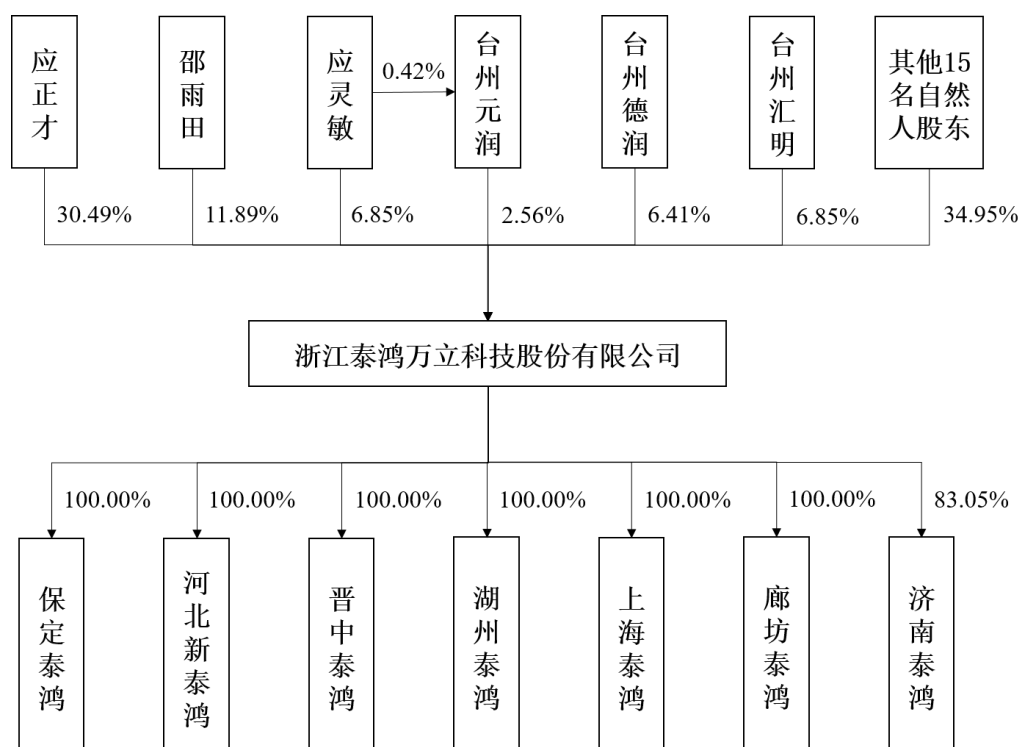 应正才
邵雨田
应灵敏
0.42%
台州元润
台州德润
台州汇明
其他15
名自然
人股东
30.49%
11.89%
6.85%
2.56%
6.41%
6.85%
34.95%
浙江泰鸿万立科技股份有限公司
100.00%
100.00%
100.00%
100.00%
100.00%
100.00%
83.05%
保定泰鸿
河北新泰鸿
晋中泰鸿
湖州泰鸿
上海泰鸿
廊坊泰鸿
济南泰鸿